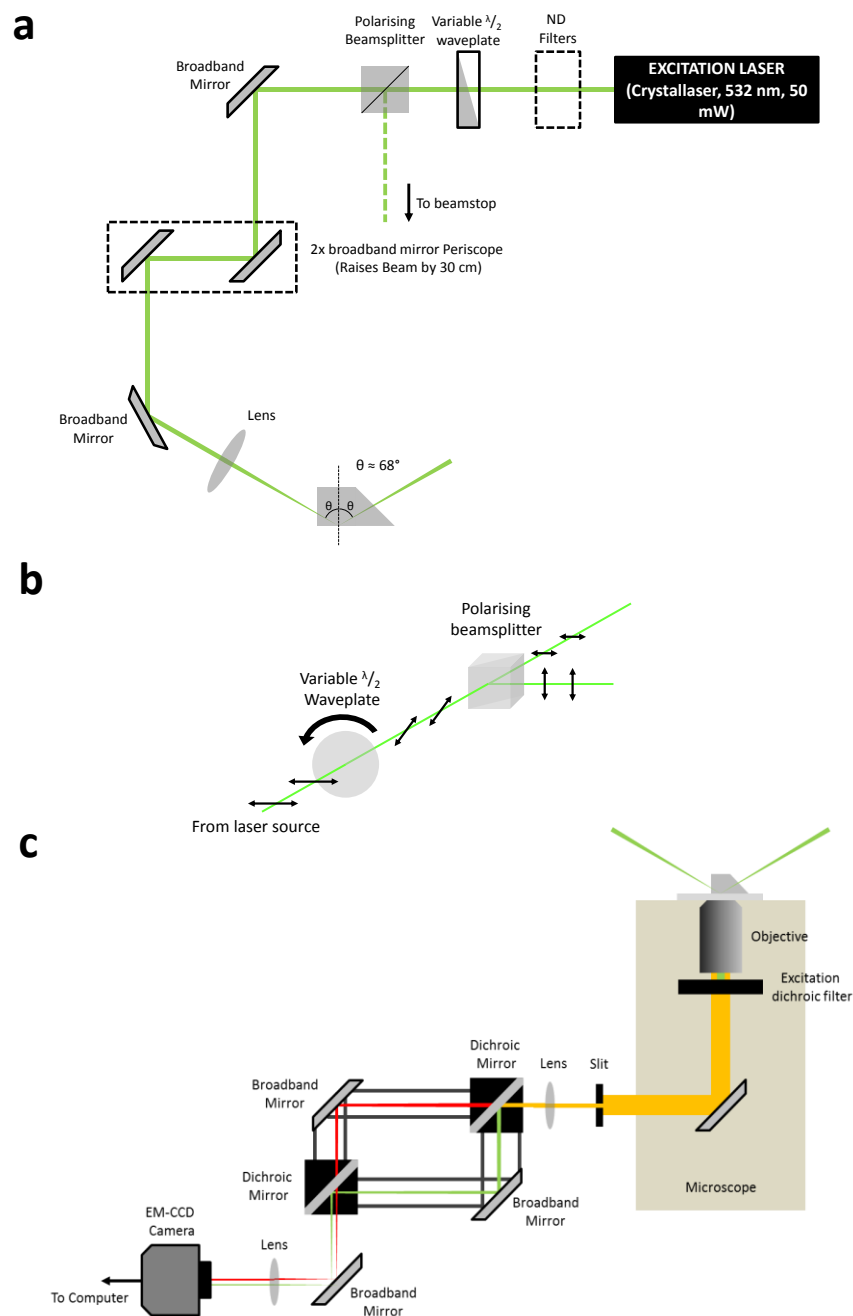 a
Polarising
Beamsplitter
Variable λ/2
waveplate
ND
Filters
Broadband
Mirror
EXCITATION LASER
(Crystallaser, 532 nm, 50
mW)
To beamstop
2x broadband mirror Periscope
(Raises Beam by 30 cm)
Broadband
Mirror
Lens
θ ≈ 68°
θ
θ
b
Polarising
beamsplitter
Variable λ/2
Waveplate
From laser source
c
Objective
Excitation
dichroic filter
Dichroic
Mirror
Lens
Slit
Broadband
Mirror
Dichroic
Mirror
Microscope
Broadband
Mirror
EM-CCD
Camera
Lens
To Computer
Broadband
Mirror